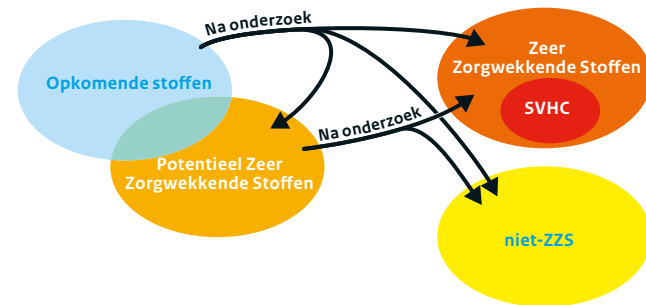 Na onderzoek
Opkomende stoffen
Zeer
Zorgwekkende Stoffen
SVHC
Na onderzoek
Potentieel Zeer
Zorgwekkende Stoffen
niet-ZZS